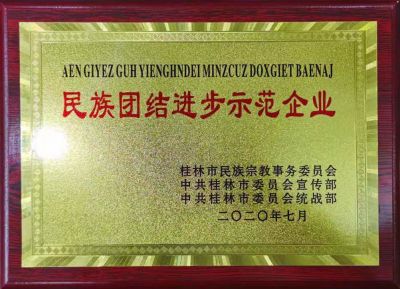 AEN GIYEZ GUH YIENGHNDEI MINZCUZ DOXGIET BAENAJ
民族团结进步示范企业
桂林市民族宗教事务委员会
中共桂林市委员会宣传部
中共桂林市委员会统战部
二〇二〇年七月